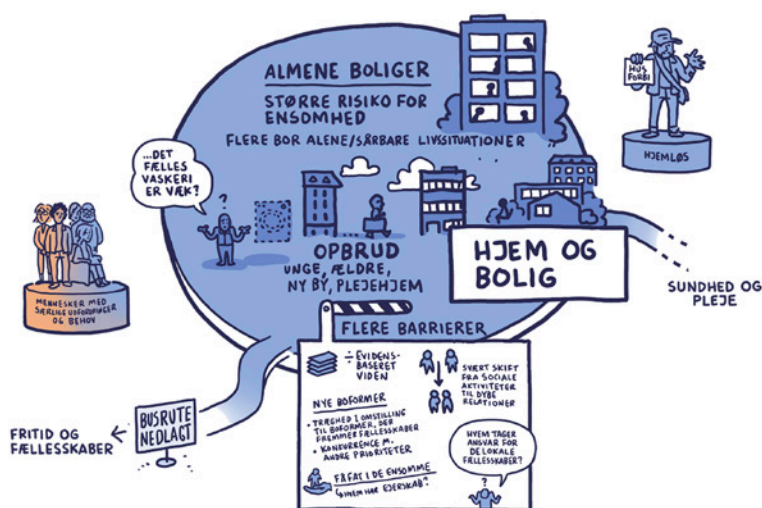 ALMENE BOLIGER
STØRRE RISIKO FOR
ENSOMHED
FLERE BOR ALENE/SÅRBARE LIVSSITUATIONER
HUS
FORBI
HJEMLØS
...DET
FÆLLES
VASKERI
ER VÆK?
?
OPBRUD
UNGE, ÆLDRE,
NY BY, PLEJEHJEM
HJEM OG
BOLIG
SUNDHED OG
PLEJE
MENNESKER MED
SÆRLIGE UDFORDRINGER
OG BEHOV
FLERE BARRIERER
÷ EVIDENS-
BASERET
VIDEN
SVÆRT SKIFT
FRA SOCIALE
AKTIVITETER
TIL DYBE
RELATIONER
NYE BOFORMER
• TRÆGHED I OMSTILLING
TIL BOFORMER, DER
FREMMER FÆLLESSKABER
• KONKURRENCE M.
ANDRE PRIORITETER
HVEM TAGER
ANSVAR FOR
DE LOKALE
FÆLLESSKABER?
?
FÅ FAT I DE ENSOMME
↳ HVEM HAR EJERSKAB?
BUSRUTE
NEDLAGT
FRITID OG
FÆLLESSKABER